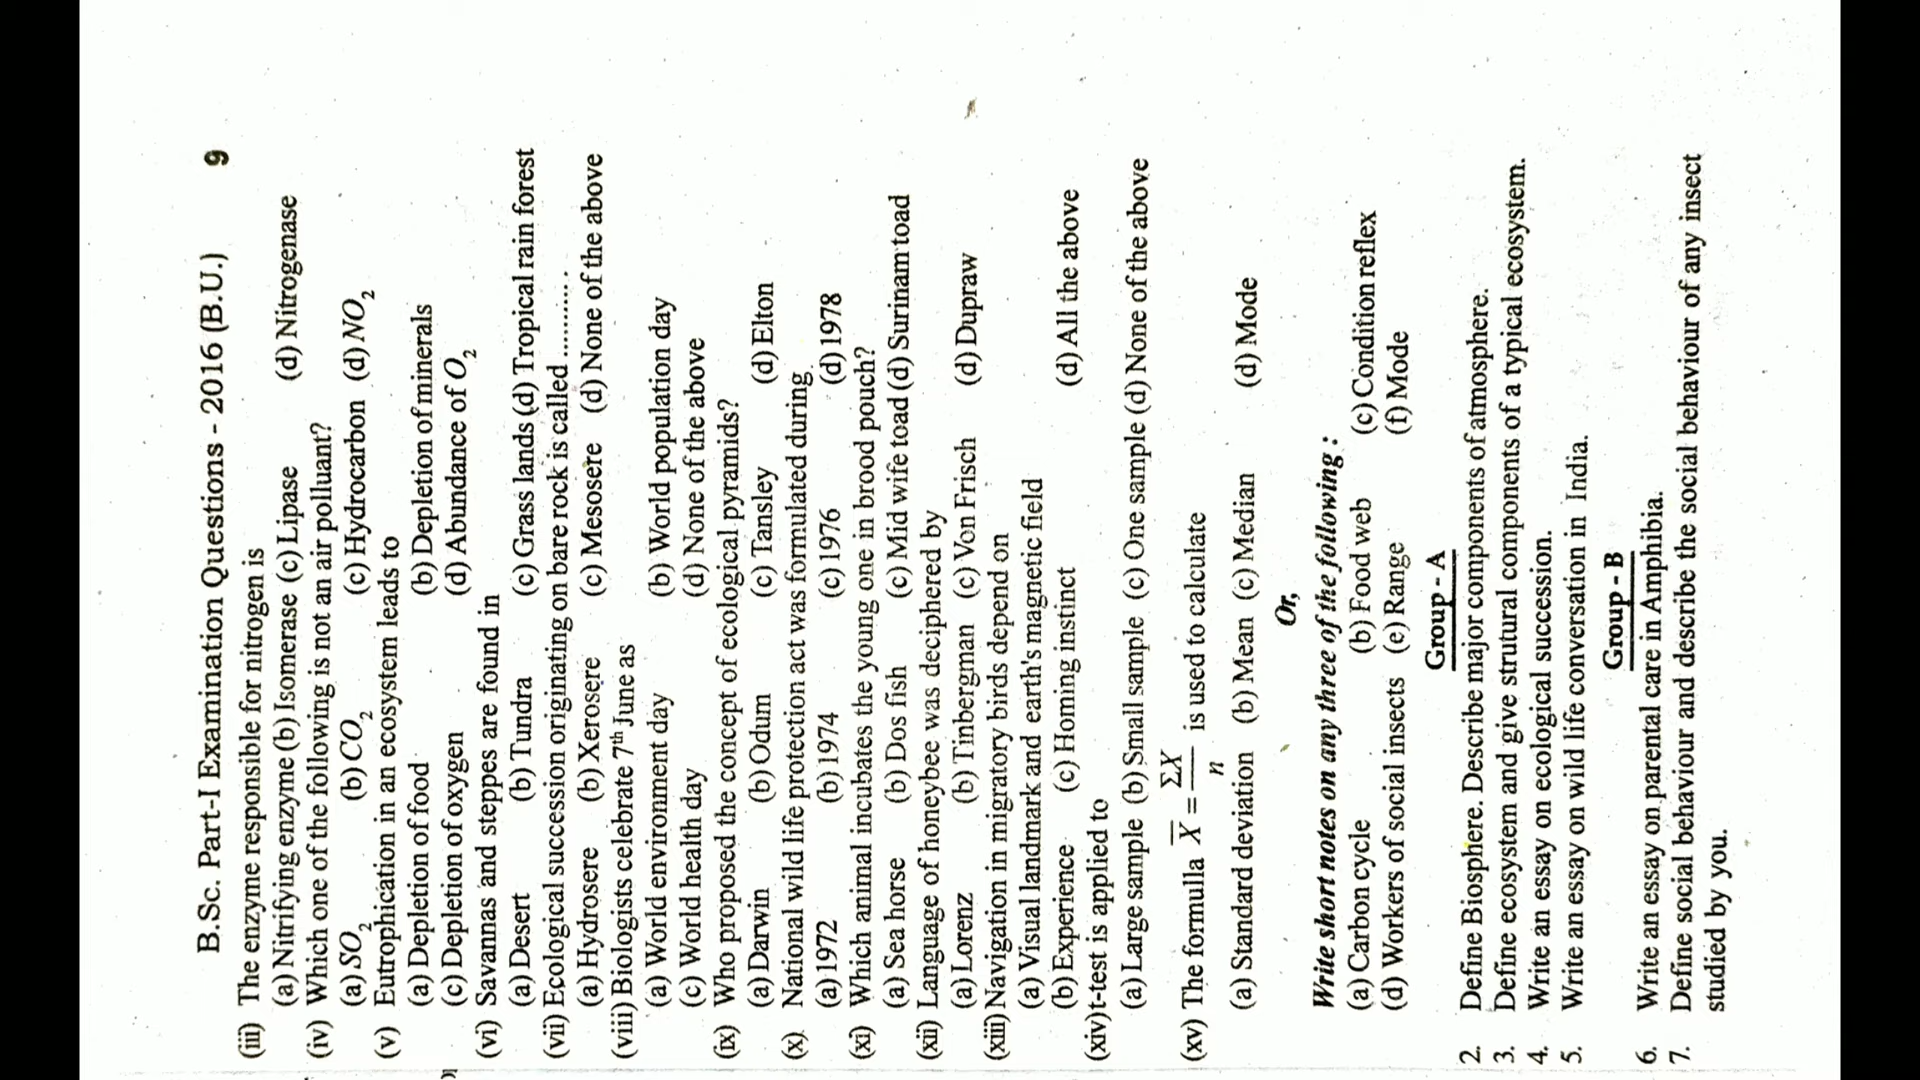 B.Sc. Part-I Examination Questions - 2016 (B.U.) 9
(iii) The enzyme responsible for nitrogen is
(a) Nitrifying enzyme (b) Isomerase (c) Lipase (d) Nitrogenase
(iv) Which one of the following is not an air polluant?
(a) SO2 (b) CO2 (c) Hydrocarbon (d) NO2
(v) Eutrophication in an ecosystem leads to
(a) Depletion of food (b) Depletion of minerals
(c) Depletion of oxygen (d) Abundance of O2
(vi) Savannas and steppes are found in
(a) Desert (b) Tundra (c) Grass lands (d) Tropical rain forest
(vii) Ecological succession originating on bare rock is called ............
(a) Hydrosere (b) Xerosere (c) Mesosere (d) None of the above
(viii) Biologists celebrate 7th June as
(a) World environment day (b) World population day
(c) World health day (d) None of the above
(ix) Who proposed the concept of ecological pyramids?
(a) Darwin (b) Odum (c) Tansley (d) Elton
(x) National wild life protection act was formulated during
(a) 1972 (b) 1974 (c) 1976 (d) 1978
(xi) Which animal incubates the young one in brood pouch?
(a) Sea horse (b) Dos fish (c) Mid wife toad (d) Surinam toad
(xii) Language of honeybee was deciphered by
(a) Lorenz (b) Tinbergman (c) Von Frisch (d) Dupraw
(xiii) Navigation in migratory birds depend on
(a) Visual landmark and earth's magnetic field
(b) Experience (c) Homing instinct (d) All the above
(xiv) t-test is applied to
(a) Large sample (b) Small sample (c) One sample (d) None of the above
(xv) The formulla X̄ = ΣX/n is used to calculate
(a) Standard deviation (b) Mean (c) Median (d) Mode
Or,
Write short notes on any three of the following :
(a) Carbon cycle (b) Food web (c) Condition reflex
(d) Workers of social insects (e) Range (f) Mode
Group - A
2. Define Biosphere. Describe major components of atmosphere.
3. Define ecosystem and give strutural components of a typical ecosystem.
4. Write an essay on ecological succession.
5. Write an essay on wild life conversation in India.
Group - B
6. Write an essay on parental care in Amphibia.
7. Define social behaviour and describe the social behaviour of any insect
studied by you.